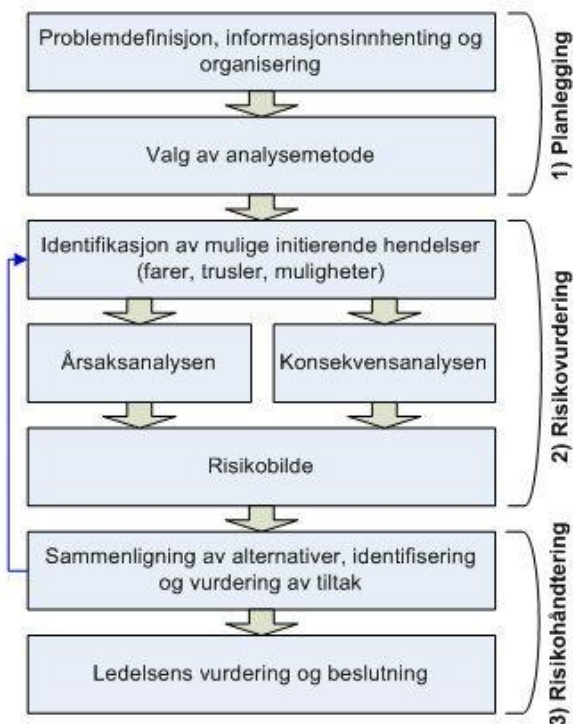 Problemdefinisjon, informasjonsinnhenting og
organisering
Valg av analysemetode
1) Planlegging
Identifikasjon av mulige initierende hendelser
(farer, trusler, muligheter)
Årsaksanalysen
Konsekvensanalysen
Risikobilde
2) Risikovurdering
Sammenligning av alternativer, identifisering
og vurdering av tiltak
Ledelsens vurdering og beslutning
3) Risikohåndtering